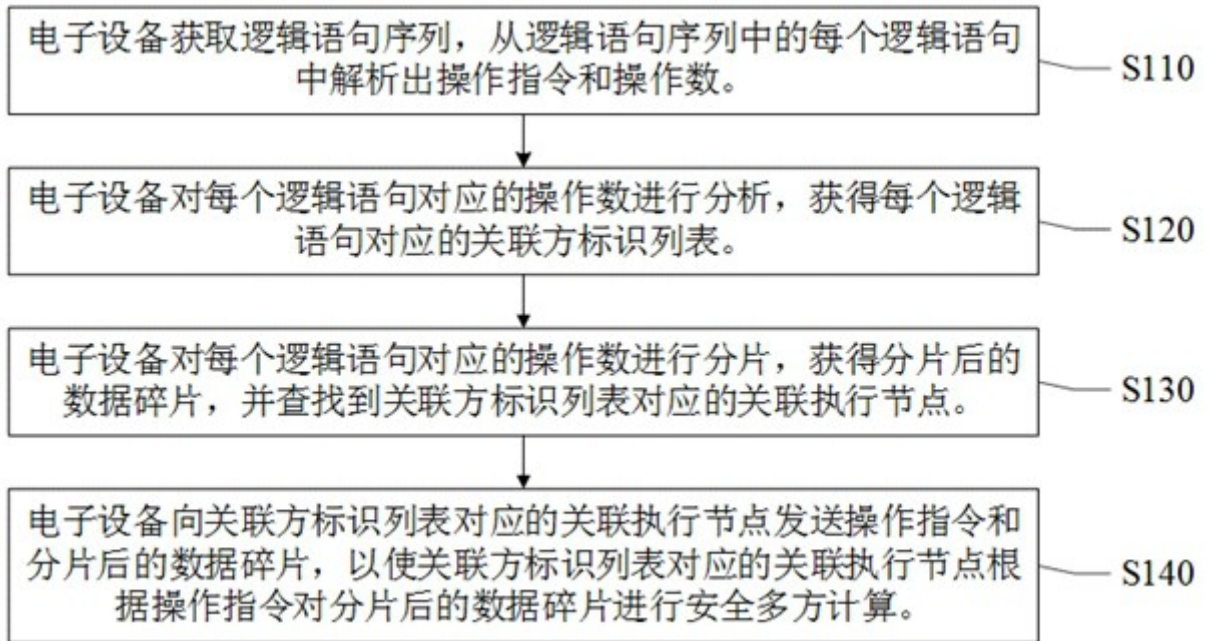 电子设备获取逻辑语句序列，从逻辑语句序列中的每个逻辑语句
中解析出操作指令和操作数。
S110
电子设备对每个逻辑语句对应的操作数进行分析，获得每个逻辑
语句对应的关联方标识列表。
S120
电子设备对每个逻辑语句对应的操作数进行分片，获得分片后的
数据碎片，并查找到关联方标识列表对应的关联执行节点。
S130
电子设备向关联方标识列表对应的关联执行节点发送操作指令和
分片后的数据碎片，以使关联方标识列表对应的关联执行节点根
据操作指令对分片后的数据碎片进行安全多方计算。
S140